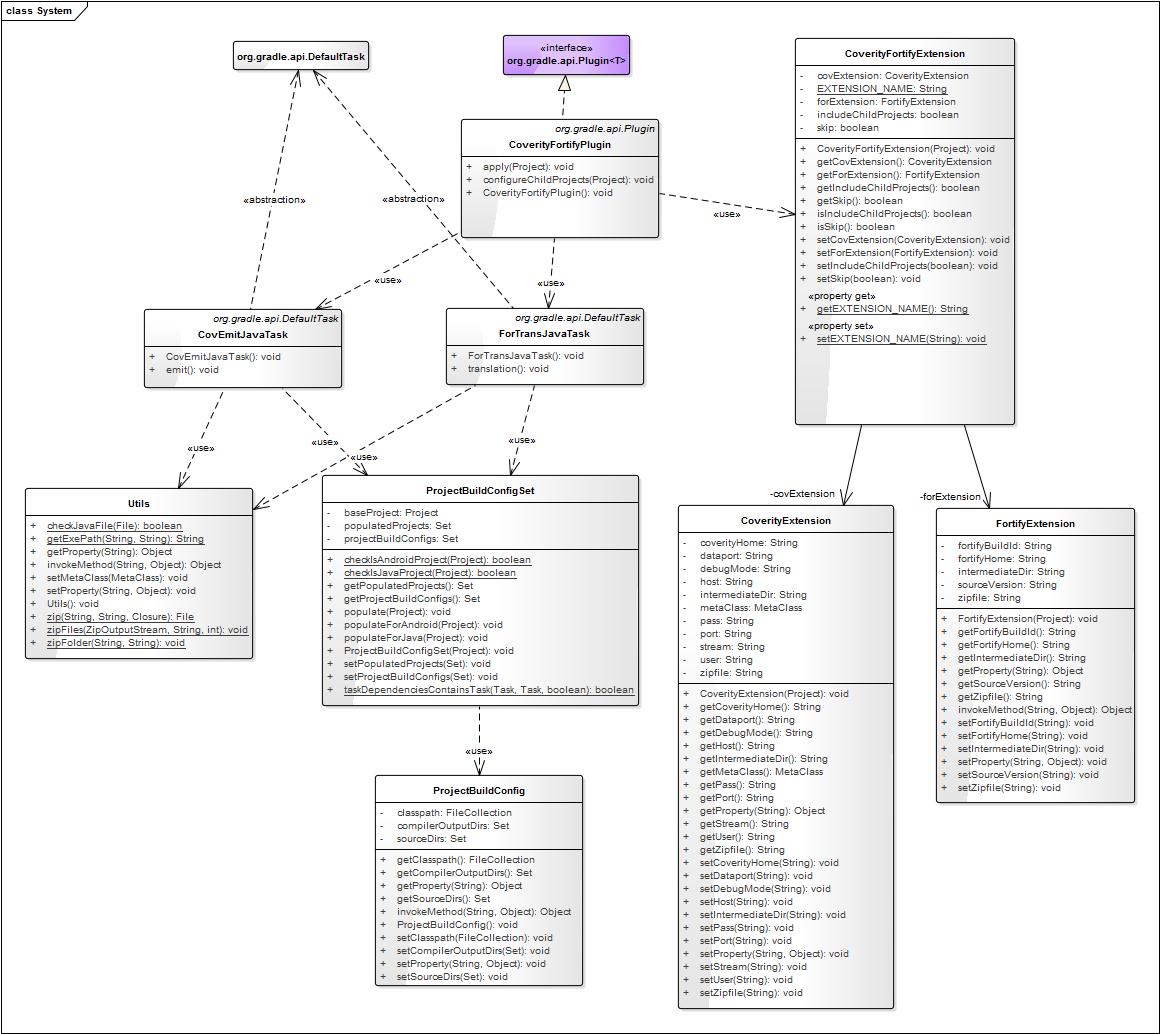 class System
org.gradle.api.DefaultTask
«interface»
org.gradle.api.Plugin<T>
org.gradle.api.Plugin
CoverityFortifyPlugin
+ apply(Project): void
+ configureChildProjects(Project): void
+ CoverityFortifyPlugin(): void
CoverityFortifyExtension
- covExtension: CoverityExtension
- EXTENSION_NAME: String
- forExtension: FortifyExtension
- includeChildProjects: boolean
- skip: boolean
+ CoverityFortifyExtension(Project): void
+ getCovExtension(): CoverityExtension
+ getForExtension(): FortifyExtension
+ getIncludeChildProjects(): boolean
+ getSkip(): boolean
+ isIncludeChildProjects(): boolean
+ isSkip(): boolean
+ setCovExtension(CoverityExtension): void
+ setForExtension(FortifyExtension): void
+ setIncludeChildProjects(boolean): void
+ setSkip(boolean): void
«property get»
+ getEXTENSION_NAME(): String
«property set»
+ setEXTENSION_NAME(String): void
«abstraction»
«abstraction»
«use»
«use»
«use»
org.gradle.api.DefaultTask
CovEmitJavaTask
+ CovEmitJavaTask(): void
+ emit(): void
org.gradle.api.DefaultTask
ForTransJavaTask
+ ForTransJavaTask(): void
+ translation(): void
«use»
«use»
«use»
«use»
Utils
+ checkJavaFile(File): boolean
+ getExePath(String, String): String
+ getProperty(String): Object
+ invokeMethod(String, Object): Object
+ setMetaClass(MetaClass): void
+ setProperty(String, Object): void
+ Utils(): void
+ zip(String, String, Closure): File
+ zipFiles(ZipOutputStream, String, int): void
+ zipFolder(String, String): void
ProjectBuildConfigSet
- baseProject: Project
- populatedProjects: Set
- projectBuildConfigs: Set
+ checkIsAndroidProject(Project): boolean
+ checkIsJavaProject(Project): boolean
+ getPopulatedProjects(): Set
+ getProjectBuildConfigs(): Set
+ populate(Project): void
+ populateForAndroid(Project): void
+ populateForJava(Project): void
+ ProjectBuildConfigSet(Project): void
+ setPopulatedProjects(Set): void
+ setProjectBuildConfigs(Set): void
+ taskDependenciesContainsTask(Task, Task, boolean): boolean
«use»
ProjectBuildConfig
- classpath: FileCollection
- compilerOutputDirs: Set
- sourceDirs: Set
+ getClasspath(): FileCollection
+ getCompilerOutputDirs(): Set
+ getProperty(String): Object
+ getSourceDirs(): Set
+ invokeMethod(String, Object): Object
+ ProjectBuildConfig(): void
+ setClasspath(FileCollection): void
+ setCompilerOutputDirs(Set): void
+ setProperty(String, Object): void
+ setSourceDirs(Set): void
-covExtension
-forExtension
CoverityExtension
- coverityHome: String
- dataport: String
- debugMode: String
- host: String
- intermediateDir: String
- metaClass: MetaClass
- pass: String
- port: String
- stream: String
- user: String
- zipfile: String
+ CoverityExtension(Project): void
+ getCoverityHome(): String
+ getDataport(): String
+ getDebugMode(): String
+ getHost(): String
+ getIntermediateDir(): String
+ getMetaClass(): MetaClass
+ getPass(): String
+ getPort(): String
+ getProperty(String): Object
+ getStream(): String
+ getUser(): String
+ getZipfile(): String
+ setCoverityHome(String): void
+ setDataport(String): void
+ setDebugMode(String): void
+ setHost(String): void
+ setIntermediateDir(String): void
+ setPass(String): void
+ setPort(String): void
+ setProperty(String, Object): void
+ setStream(String): void
+ setUser(String): void
+ setZipfile(String): void
FortifyExtension
- fortifyBuildId: String
- fortifyHome: String
- intermediateDir: String
- sourceVersion: String
- zipfile: String
+ FortifyExtension(Project): void
+ getFortifyBuildId(): String
+ getFortifyHome(): String
+ getIntermediateDir(): String
+ getProperty(String): Object
+ getSourceVersion(): String
+ getZipfile(): String
+ invokeMethod(String, Object): Object
+ setFortifyBuildId(String): void
+ setFortifyHome(String): void
+ setIntermediateDir(String): void
+ setProperty(String, Object): void
+ setSourceVersion(String): void
+ setZipfile(String): void